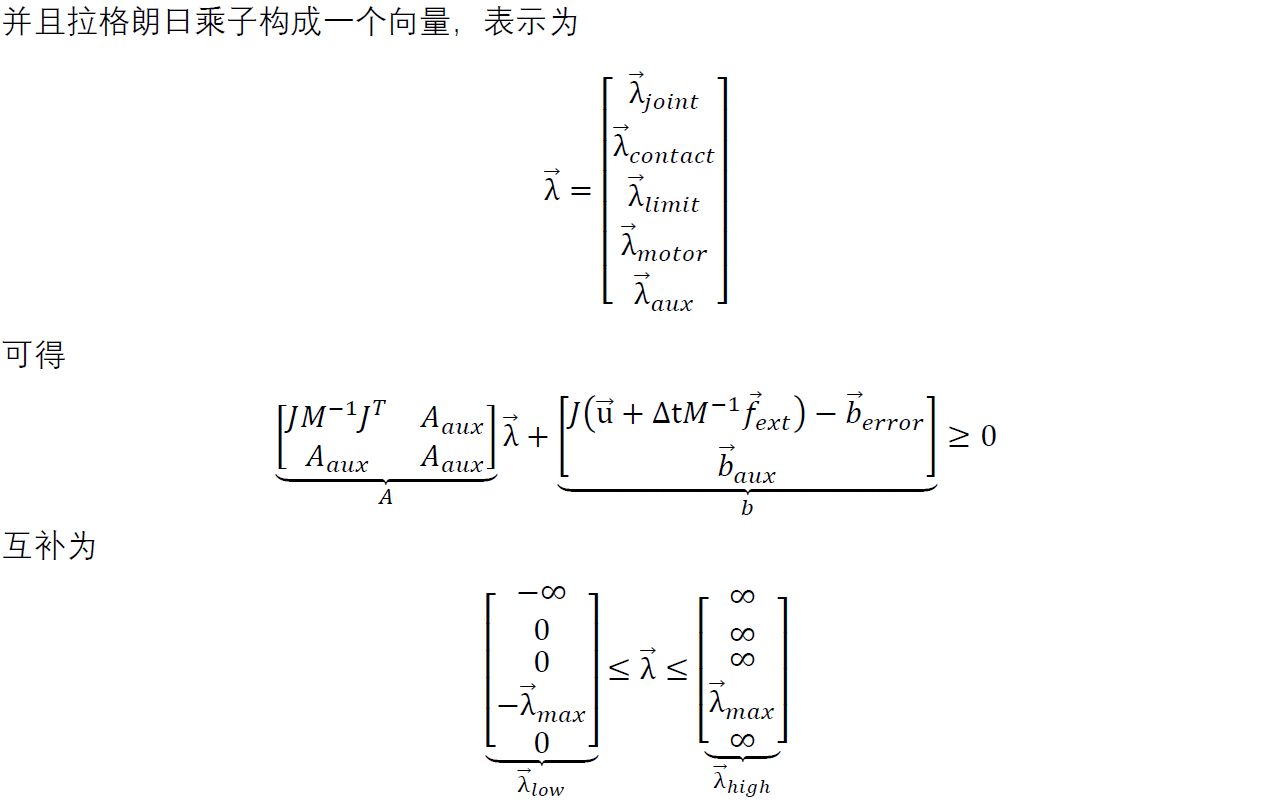 并且拉格朗日乘子构成一个向量，表示为
$$\vec{\lambda} = \begin{bmatrix} \vec{\lambda}_{joint} \\ \vec{\lambda}_{contact} \\ \vec{\lambda}_{limit} \\ \vec{\lambda}_{motor} \\ \vec{\lambda}_{aux} \end{bmatrix}$$
可得
$$\underbrace{\begin{bmatrix} JM^{-1}J^{T} & A_{aux} \\ A_{aux} & A_{aux} \end{bmatrix}}_{A} \vec{\lambda} + \underbrace{\begin{bmatrix} J(\vec{\mathrm{u}} + \Delta \mathrm{t} M^{-1} \vec{f}_{ext}) - \vec{b}_{error} \\ \vec{b}_{aux} \end{bmatrix}}_{b} \geq 0$$
互补为
$$\underbrace{\begin{bmatrix} -\infty \\ 0 \\ 0 \\ -\vec{\lambda}_{max} \\ 0 \end{bmatrix}}_{\vec{\lambda}_{low}} \leq \vec{\lambda} \leq \underbrace{\begin{bmatrix} \infty \\ \infty \\ \infty \\ \vec{\lambda}_{max} \\ \infty \end{bmatrix}}_{\vec{\lambda}_{high}}$$